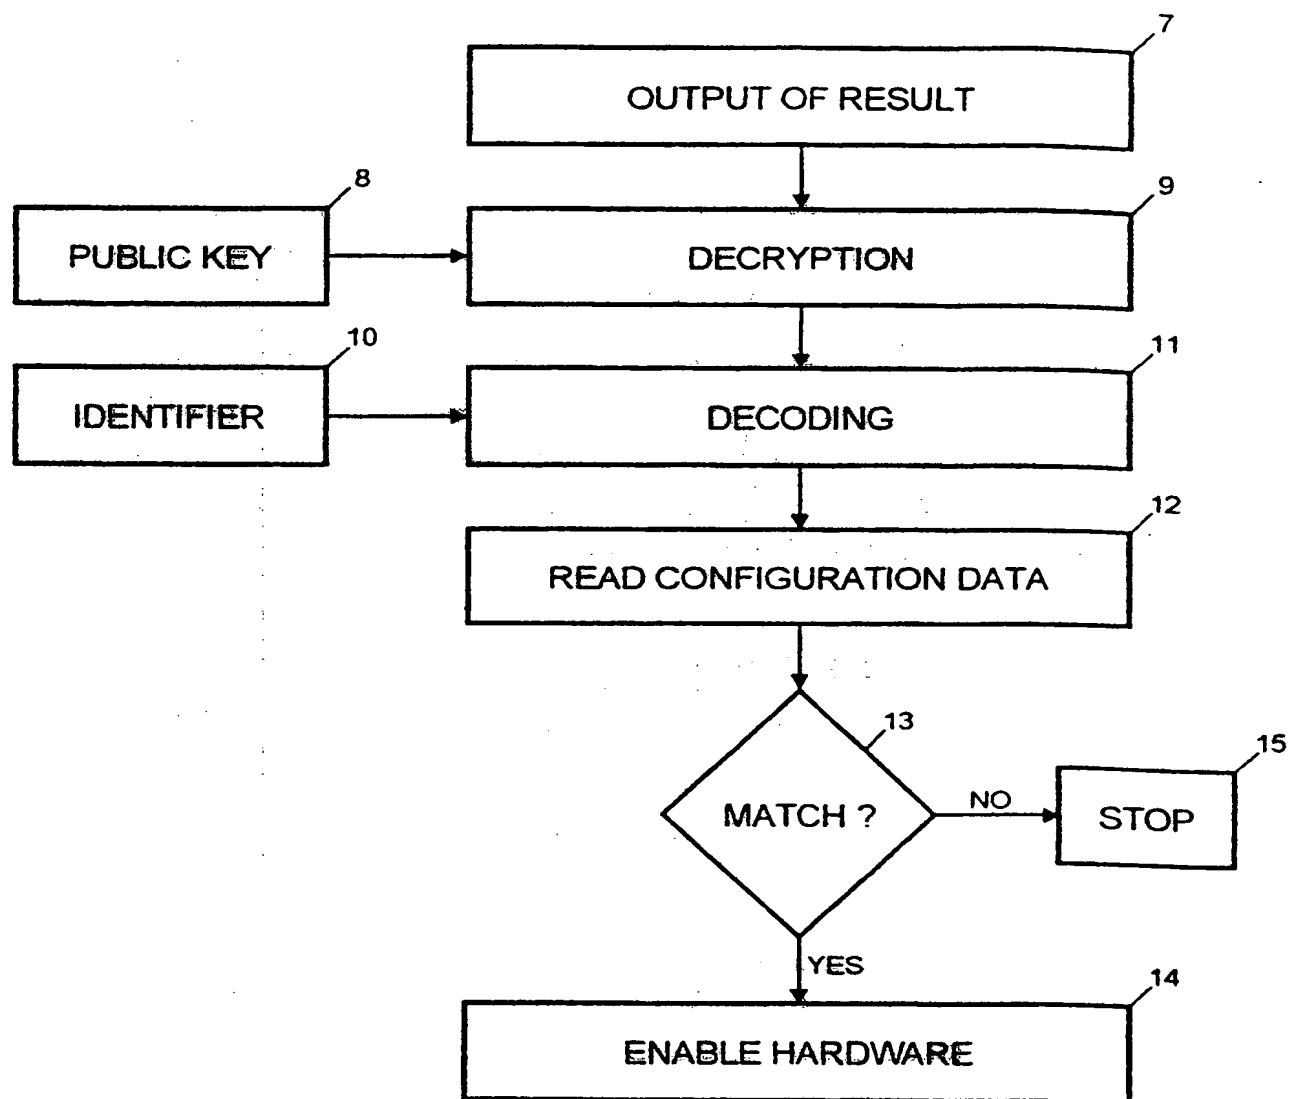 7
OUTPUT OF RESULT
8
9
PUBLIC KEY
DECRYPTION
10
11
IDENTIFIER
DECODING
12
READ CONFIGURATION DATA
13
15
MATCH ?
NO
STOP
YES
14
ENABLE HARDWARE